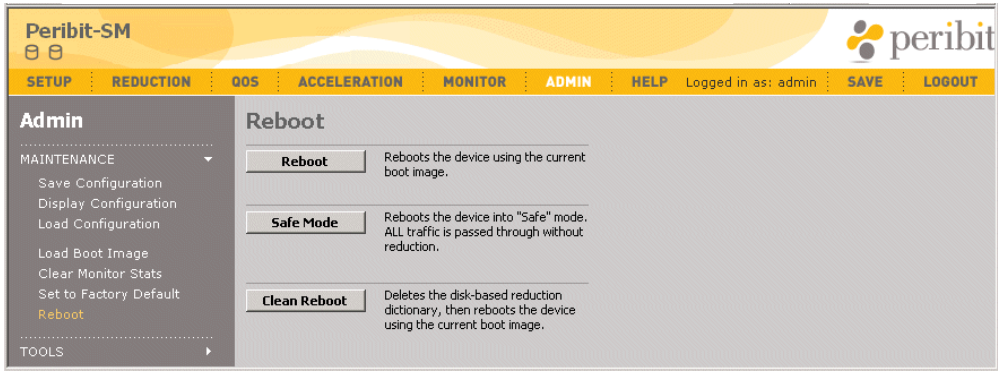 Peribit-SM
peribit
SETUP REDUCTION QOS ACCELERATION MONITOR ADMIN HELP Logged in as: admin SAVE LOGOUT
Admin
MAINTENANCE
Save Configuration
Display Configuration
Load Configuration
Load Boot Image
Clear Monitor Stats
Set to Factory Default
Reboot
TOOLS
Reboot
Reboot
Reboots the device using the current
boot image.
Safe Mode
Reboots the device into "Safe" mode.
ALL traffic is passed through without
reduction.
Clean Reboot
Deletes the disk-based reduction
dictionary, then reboots the device
using the current boot image.